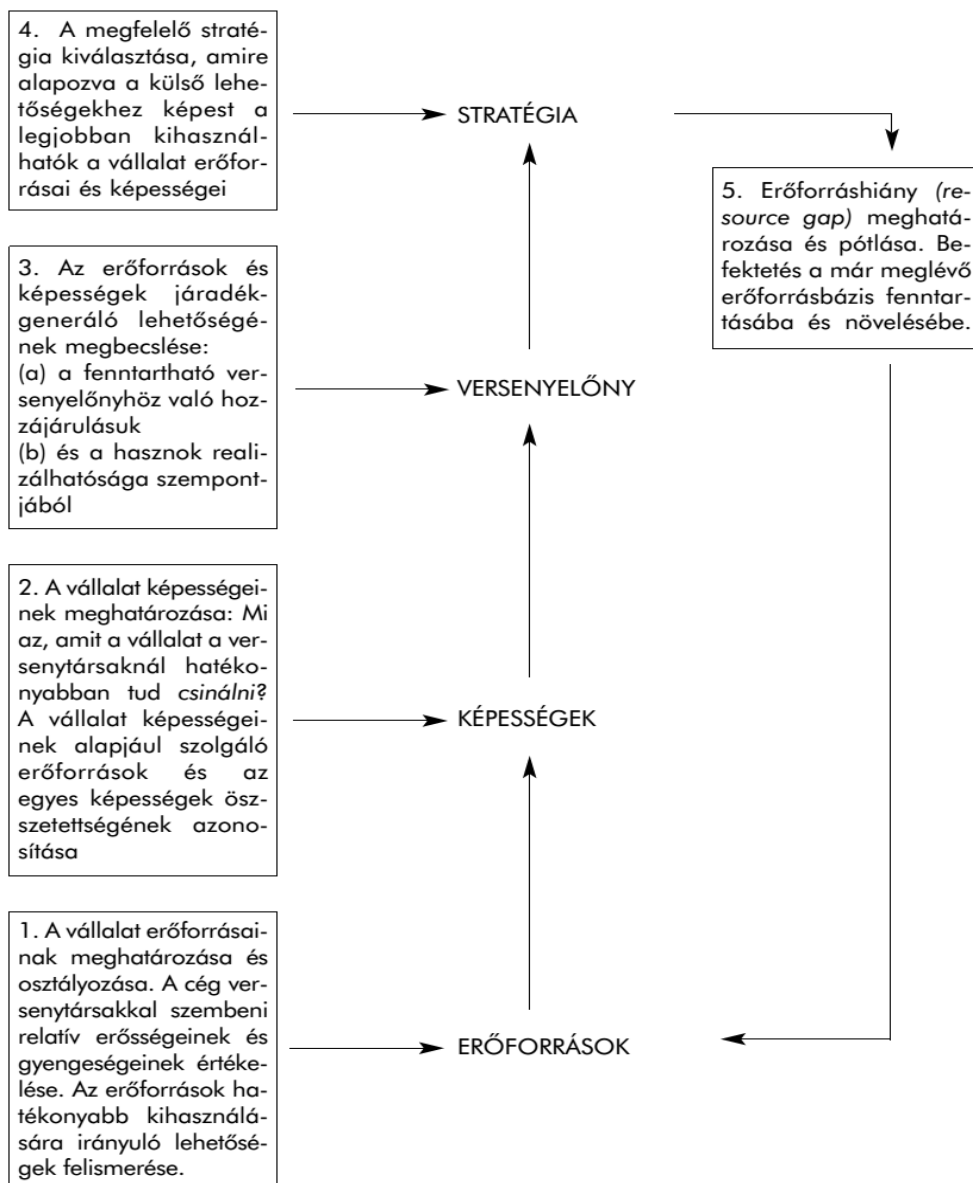 4. A megfelelő straté-
gia kiválasztása, amire
alapozva a külső lehe-
tőségekhez képest a
legjobban kihasznál-
hatók a vállalat erőfor-
rásai és képességei
STRATÉGIA
5. Erőforráshiány (re-
source gap) meghatá-
rozása és pótlása. Be-
fektetés a már meglévő
erőforrásbázis fenntar-
tásába és növelésébe.
3. Az erőforrások és
képességek járadék-
generáló lehetőségé-
nek megbecslése:
(a) a fenntartható ver-
senyelőnyhöz való hoz-
zájárulásuk
(b) és a hasznok reali-
zálhatósága szempont-
jából
VERSENYELŐNY
2. A vállalat képességei-
nek meghatározása: Mi
az, amit a vállalat a ver-
senytársaknál hatéko-
nyabban tud csinálni?
A vállalat képességei-
nek alapjául szolgáló
erőforrások és az
egyes képességek ösz-
szetettségének azono-
sítása
KÉPESSÉGEK
1. A vállalat erőforrásai-
nak meghatározása és
osztályozása. A cég ver-
senytársakkal szembeni
relatív erősségeinek és
gyengeségeinek értéke-
lése. Az erőforrások ha-
tékonyabb kihasználá-
sára irányuló lehetősé-
gek felismerése.
ERŐFORRÁSOK